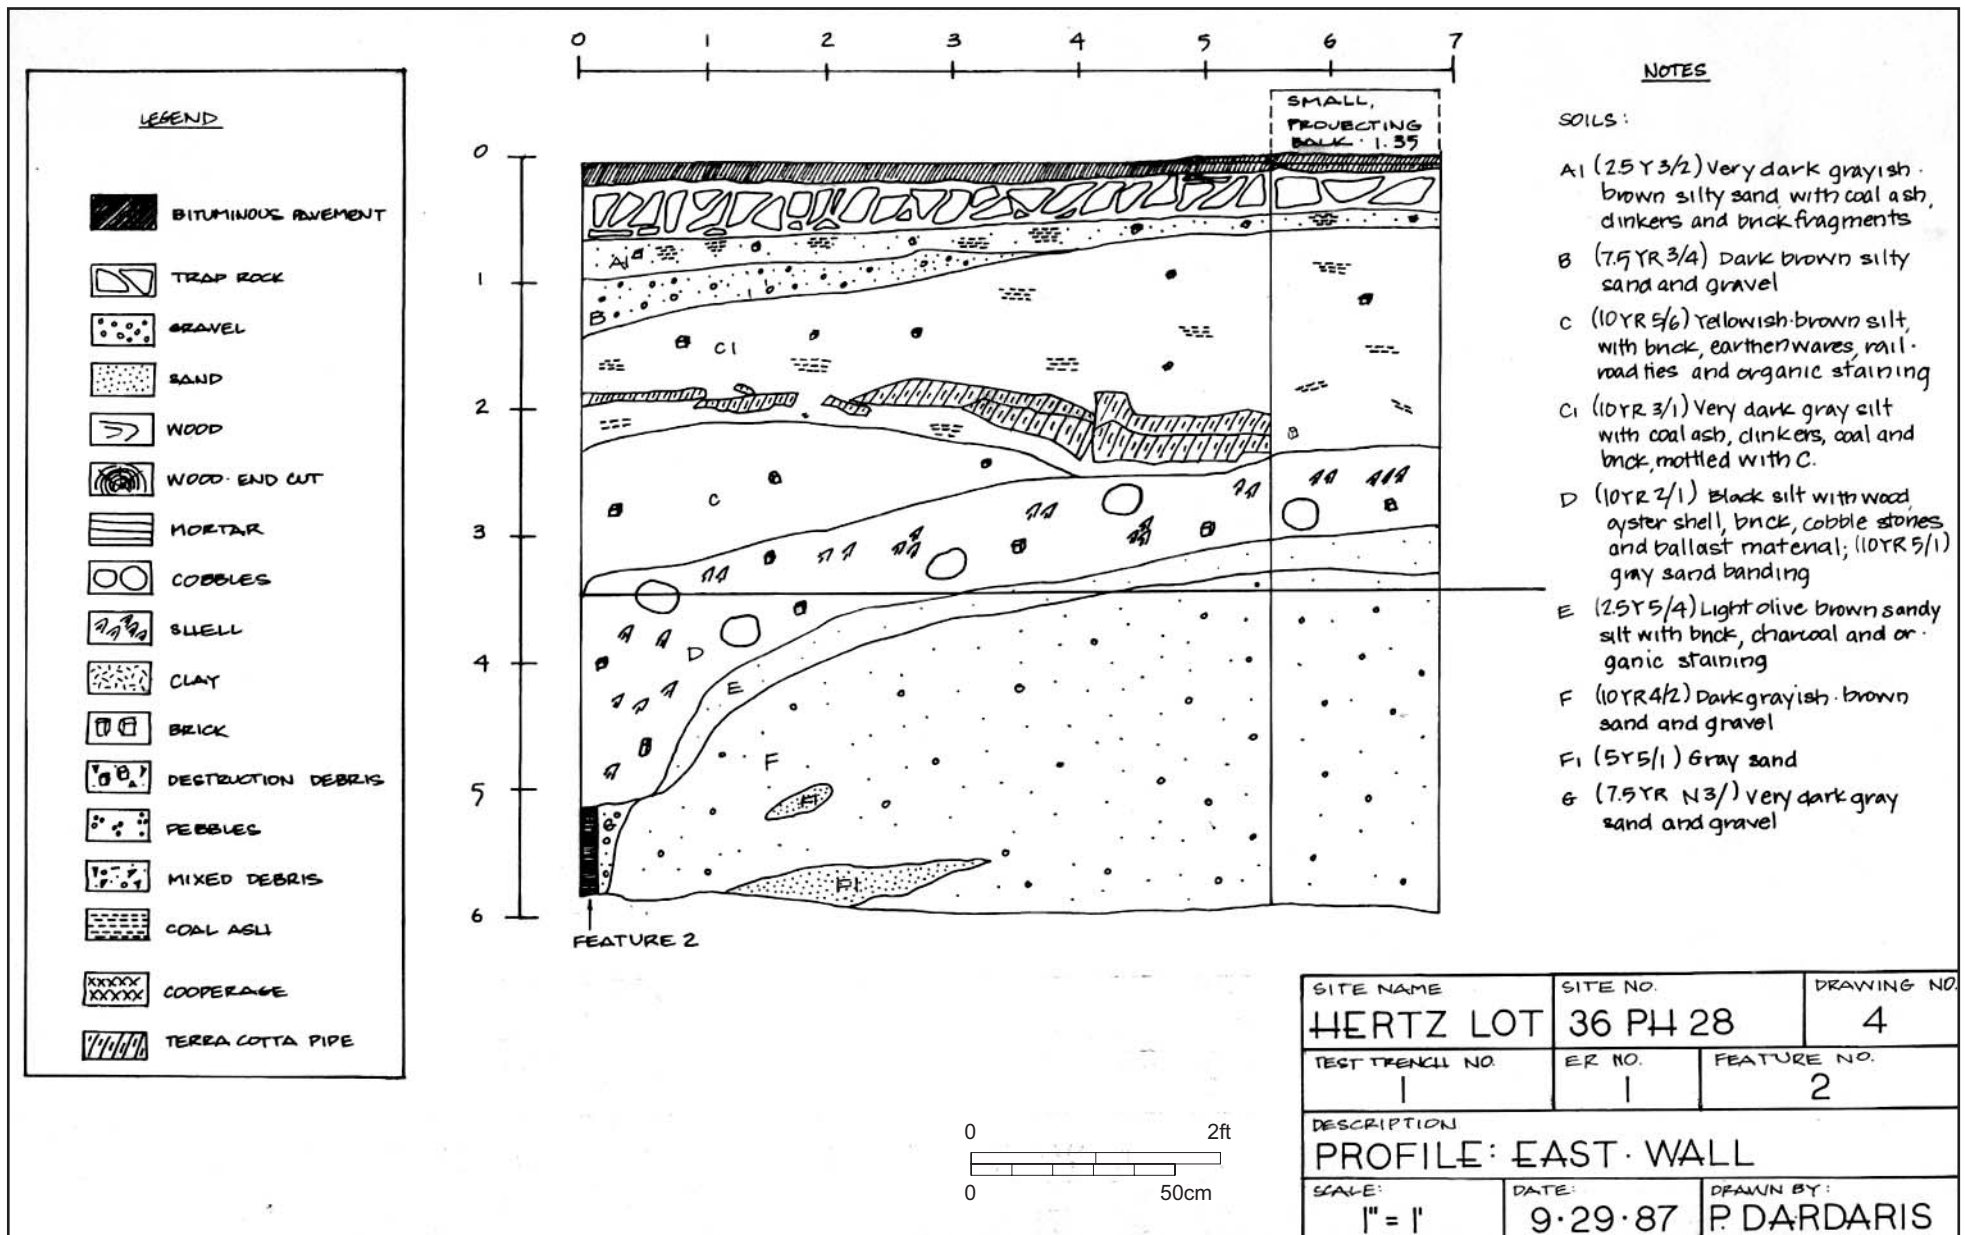 LEGEND
BITUMINOUS PAVEMENT
TRAP ROCK
GRAVEL
SAND
WOOD
WOOD· END CUT
MORTAR
COBBLES
SHELL
CLAY
BRICK
DESTRUCTION DEBRIS
PEBBLES
MIXED DEBRIS
COAL ASH
COOPERAGE
TERRA COTTA PIPE
0 1 2 3 4 5 6 7
SMALL,
PROJECTING
BALK · 1.35
0
1
2
3
4
5
6
A1
B
C1
C
D
E
F
F1
G
F1
FEATURE 2
NOTES
SOILS:
A1 (2.5 Y 3/2) Very dark grayish·
brown silty sand with coal ash,
clinkers and brick fragments
B (7.5 YR 3/4) Dark brown silty
sand and gravel
C (10YR 5/6) Yellowish·brown silt,
with brick, earthenwares, rail·
road ties and organic staining
C1 (10YR 3/1) Very dark gray silt
with coal ash, clinkers, coal and
brick, mottled with C.
D (10YR 2/1) Black silt with wood,
oyster shell, brick, cobble stones
and ballast material; (10YR 5/1)
gray sand banding
E (2.5Y 5/4) Light olive brown sandy
silt with brick, charcoal and or·
ganic staining
F (10YR 4/2) Dark grayish·brown
sand and gravel
F1 (5Y5/1) Gray sand
G (7.5YR N3/) Very dark gray
sand and gravel
0 2ft
0 50cm
SITE NAME SITE NO. DRAWING NO.
HERTZ LOT 36 PH 28 4
TEST TRENCH NO. ER NO. FEATURE NO.
1 1 2
DESCRIPTION
PROFILE: EAST· WALL
SCALE: DATE: DRAWN BY:
1" = 1' 9·29·87 P. DARDARIS